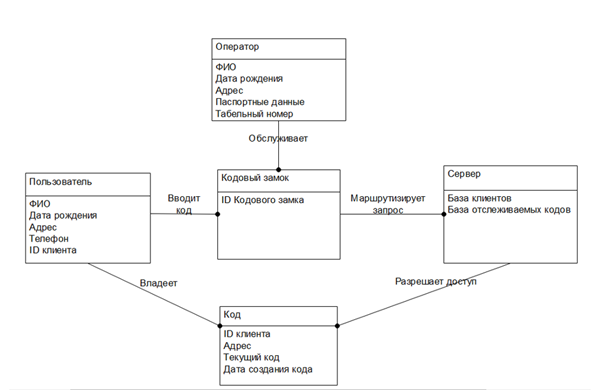 Оператор
ФИО
Дата рождения
Адрес
Паспортные данные
Табельный номер
Обслуживает
Пользователь
ФИО
Дата рождения
Адрес
Телефон
ID клиента
Вводит
код
Кодовый замок
ID Кодового замка
Маршрутизирует
запрос
Сервер
База клиентов
База отслеживаемых кодов
Владеет
Разрешает доступ
Код
ID клиента
Адрес
Текущий код
Дата создания кода